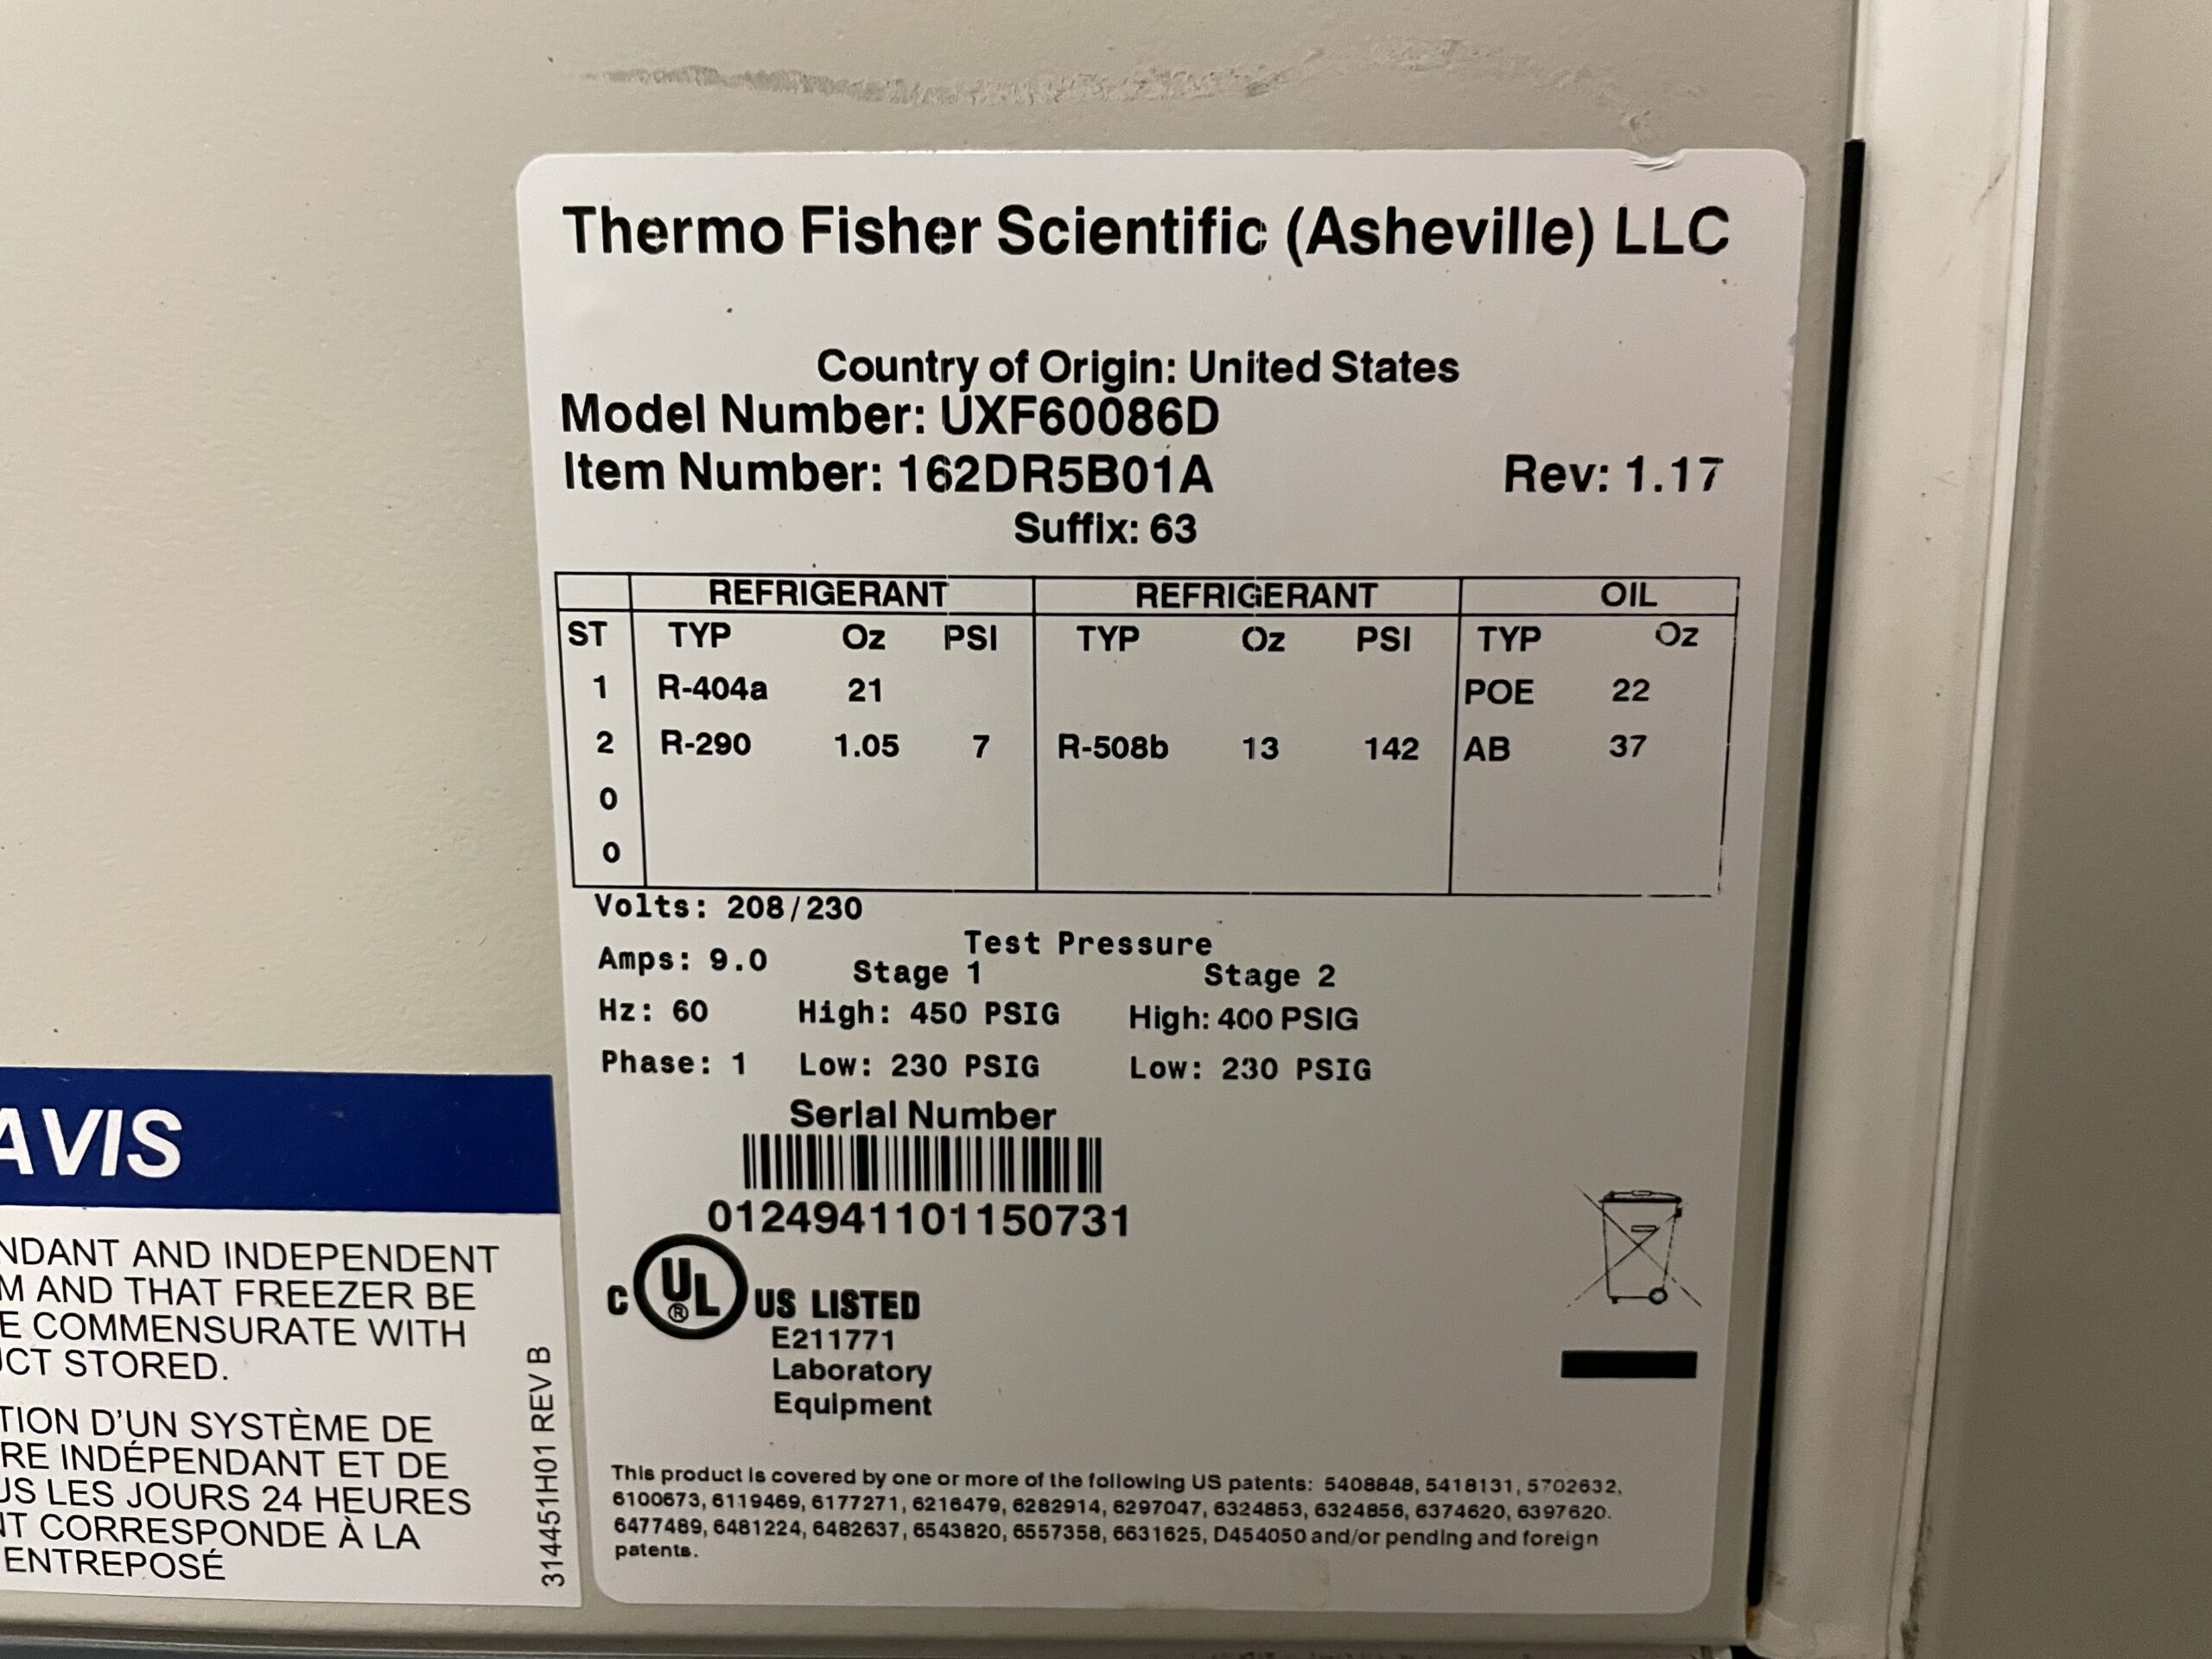 Thermo Fisher Scientific (Asheville) LLC
Country of Origin: United States
Model Number: UXF60086D
Item Number: 162DR5B01A Rev: 1.17
Suffix: 63
REFRIGERANT REFRIGERANT OIL
ST TYP Oz PSI TYP Oz PSI TYP Oz
1 R-404a 21 POE 22
2 R-290 1.05 7 R-508b 13 142 AB 37
0
0
Volts: 208/230
Test Pressure
Amps: 9.0 Stage 1 Stage 2
Hz: 60 High: 450 PSIG High: 400 PSIG
Phase: 1 Low: 230 PSIG Low: 230 PSIG
Serial Number
0124941101150731
C UL ® US LISTED
E211771
Laboratory
Equipment
This product is covered by one or more of the following US patents: 5408848, 5418131, 5702632,
6100673, 6119469, 6177271, 6216479, 6282914, 6297047, 6324853, 6324856, 6374620, 6397620.
6477489, 6481224, 6482637, 6543820, 6557358, 6631625, D454050 and/or pending and foreign
patents.
AVIS
NDANT AND INDEPENDENT
M AND THAT FREEZER BE
E COMMENSURATE WITH
UCT STORED.
TION D'UN SYSTÈME DE
RE INDÉPENDANT ET DE
US LES JOURS 24 HEURES
NT CORRESPONDE À LA
ENTREPOSÉ
314451H01 REV B